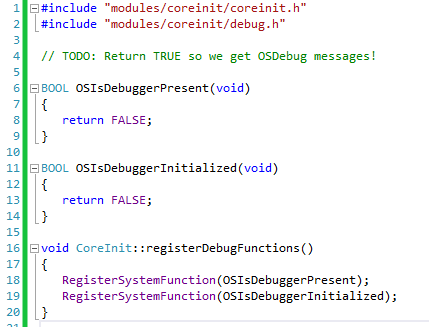 1 #include "modules/coreinit/coreinit.h"
2 #include "modules/coreinit/debug.h"
3
4 // TODO: Return TRUE so we get OSDebug messages!
5
6 BOOL OSIsDebuggerPresent(void)
7 {
8 return FALSE;
9 }
10
11 BOOL OSIsDebuggerInitialized(void)
12 {
13 return FALSE;
14 }
15
16 void CoreInit::registerDebugFunctions()
17 {
18 RegisterSystemFunction(OSIsDebuggerPresent);
19 RegisterSystemFunction(OSIsDebuggerInitialized);
20 }